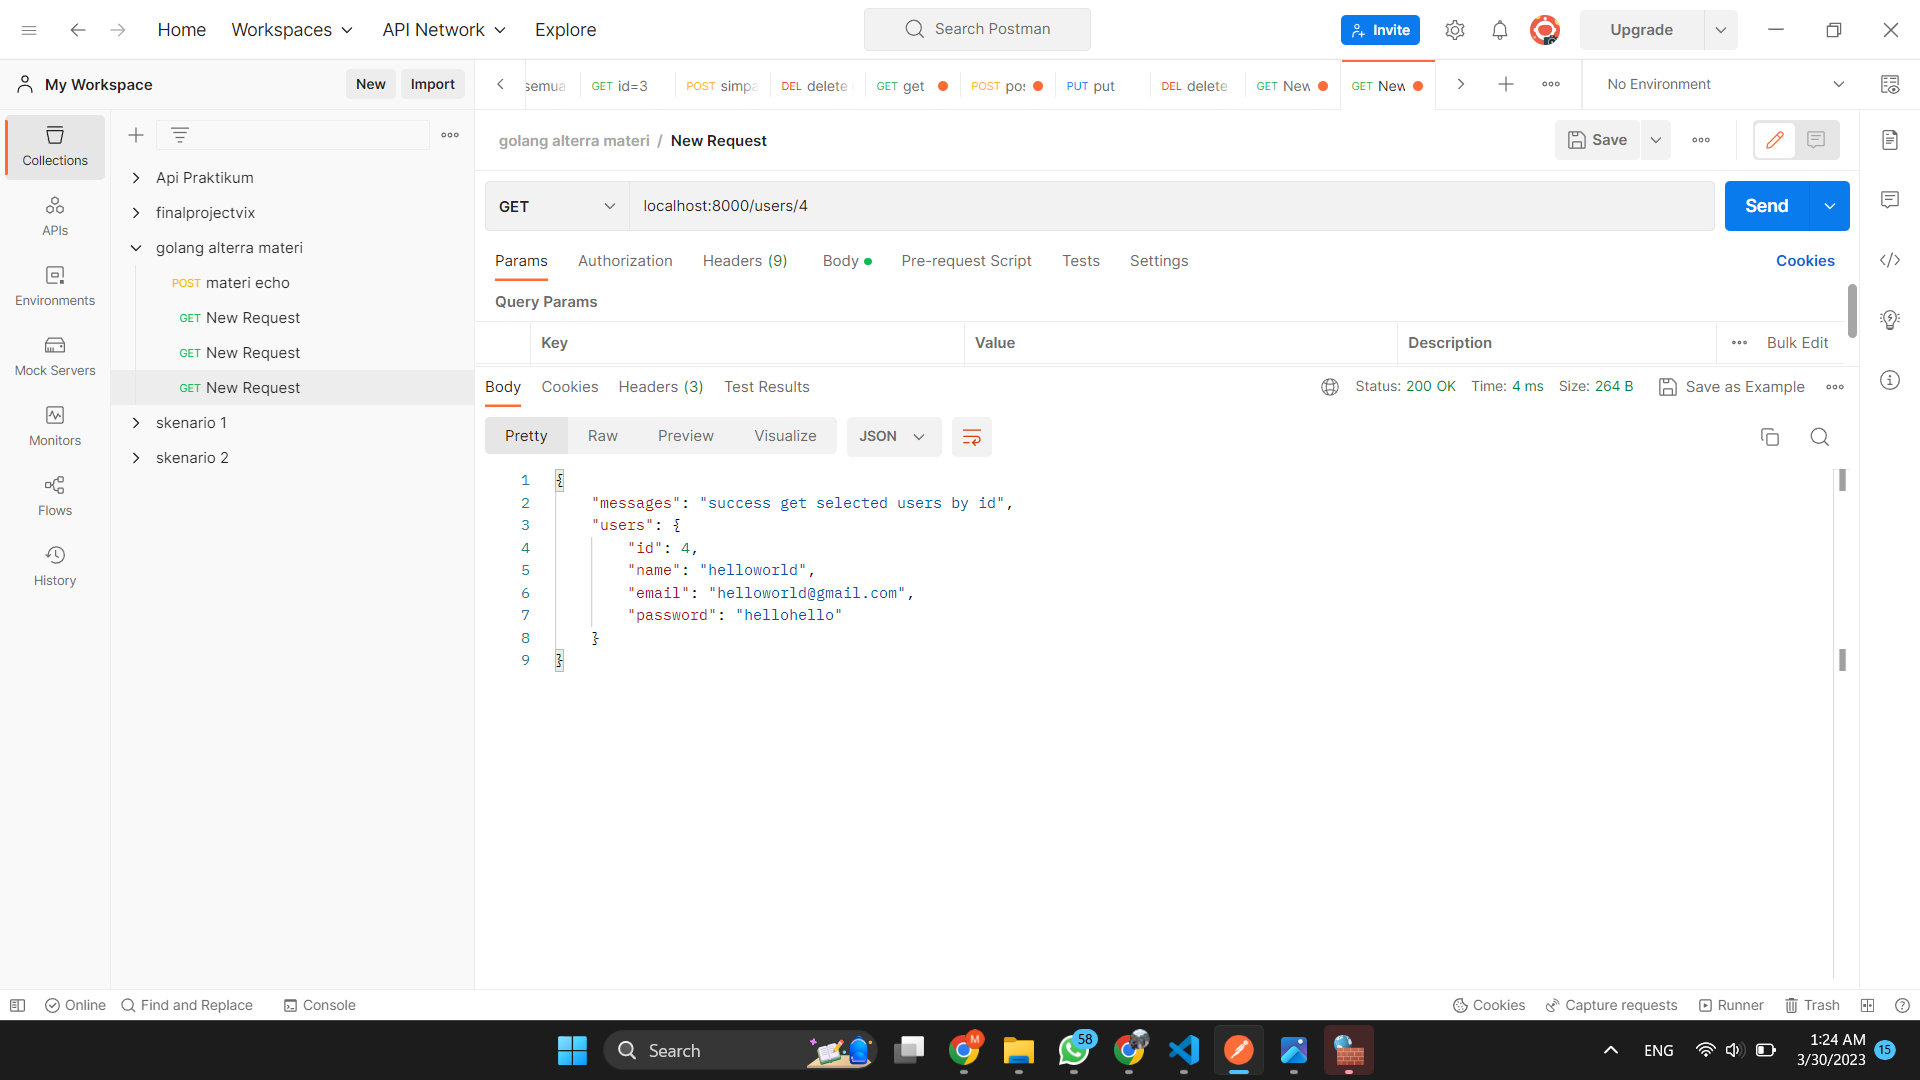 Home
Workspaces
API Network
Explore
Search Postman
Invite
Upgrade
My Workspace
New
Import
semua
GET id=3
POST simpa
DEL delete
GET get
POST pos
PUT put
DEL delete
GET New
GET New
No Environment
Collections
APIs
Environments
Mock Servers
Monitors
Flows
History
Api Praktikum
finalprojectvix
golang alterra materi
POST materi echo
GET New Request
GET New Request
GET New Request
skenario 1
skenario 2
golang alterra materi / New Request
Save
GET
localhost:8000/users/4
Send
Params
Authorization
Headers (9)
Body
Pre-request Script
Tests
Settings
Cookies
Query Params
Key
Value
Description
Bulk Edit
Body
Cookies
Headers (3)
Test Results
Status: 200 OK
Time: 4 ms
Size: 264 B
Save as Example
Pretty
Raw
Preview
Visualize
JSON
1 {
2 "messages": "success get selected users by id",
3 "users": {
4 "id": 4,
5 "name": "helloworld",
6 "email": "helloworld@gmail.com",
7 "password": "hellohello"
8 }
9 }
Online
Find and Replace
Console
Cookies
Capture requests
Runner
Trash
Search
M
58
ENG
1:24 AM
3/30/2023
15